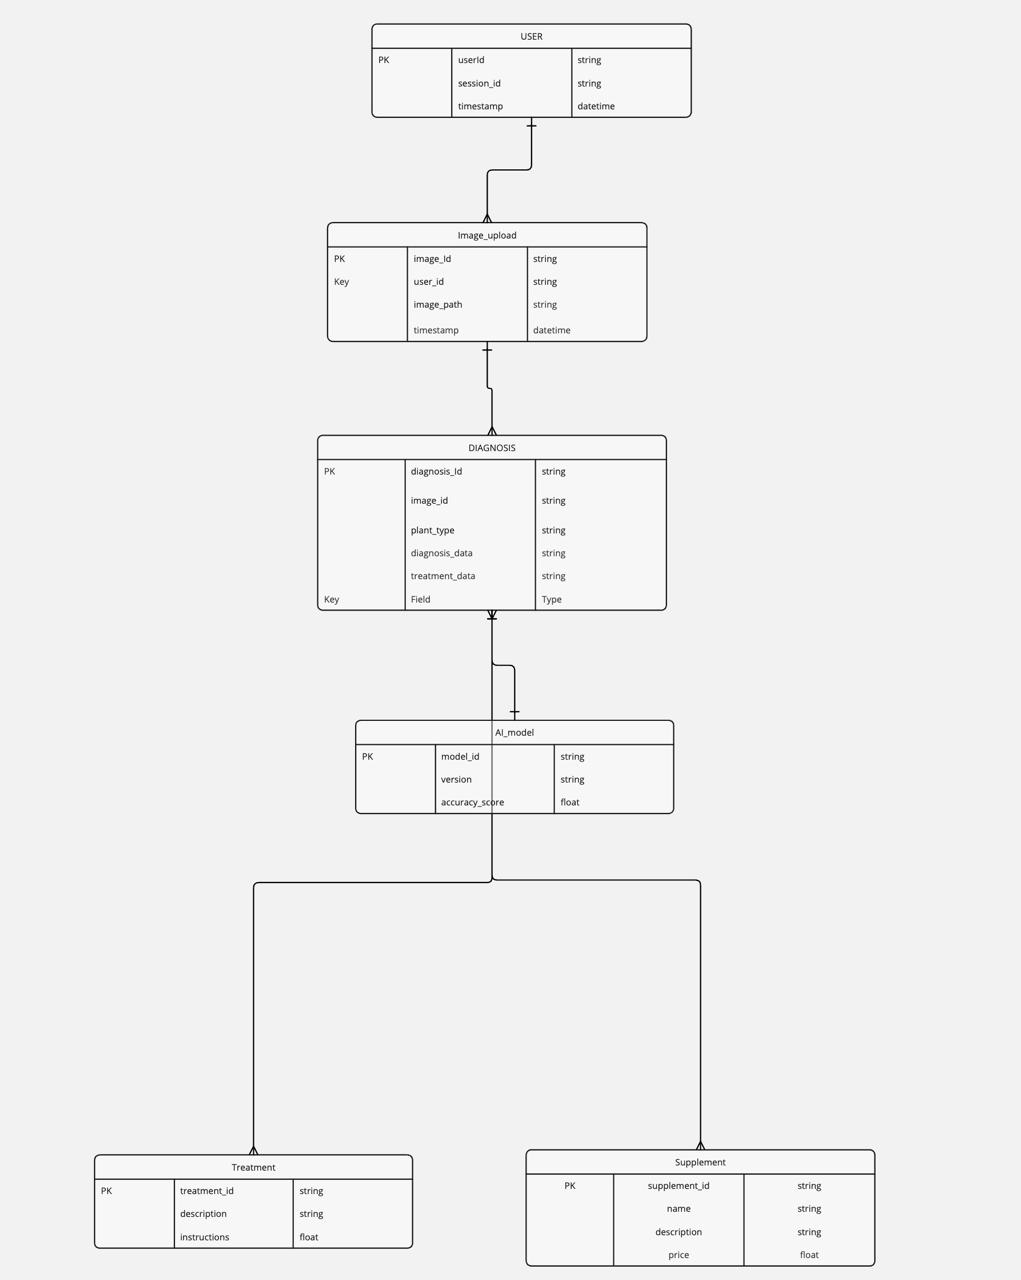 USER
PK userId string
session_id string
timestamp datetime
Image_upload
PK image_Id string
Key user_id string
image_path string
timestamp datetime
DIAGNOSIS
PK diagnosis_Id string
image_id string
plant_type string
diagnosis_data string
treatment_data string
Key Field Type
AI_model
PK model_id string
version string
accuracy_score float
Treatment
PK treatment_id string
description string
instructions float
Supplement
PK supplement_id string
name string
description string
price float